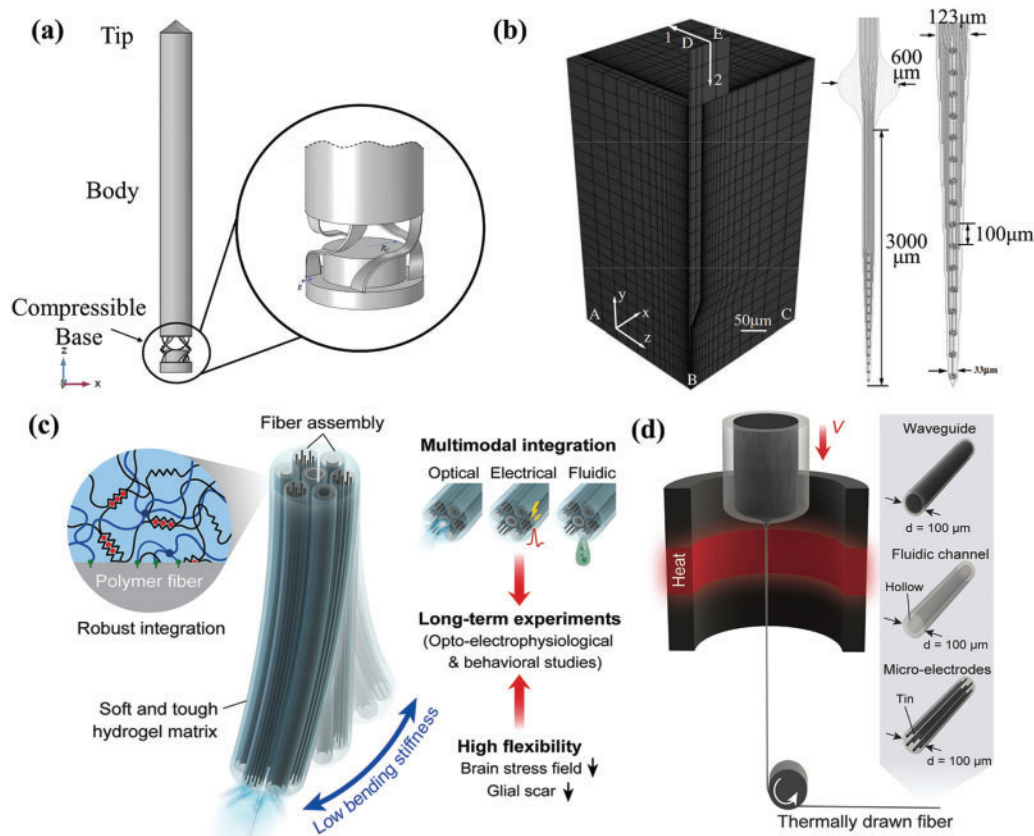 (a)
Tip
Body
Compressible
Base
z
y
x
g
(b)
1
D
E
2
A
B
C
y
x
z
50μm
600
μm
3000
μm
123μm
100μm
33μm
(c)
Fiber assembly
Polymer fiber
Robust integration
Soft and tough
hydrogel matrix
Low bending stiffness
Multimodal integration
Optical Electrical Fluidic
Long-term experiments
(Opto-electrophysiological
& behavioral studies)
High flexibility
Brain stress field
Glial scar
(d)
V
Heat
Thermally drawn fiber
Waveguide
d = 100 μm
Fluidic channel
Hollow
d = 100 μm
Micro-electrodes
Tin
d = 100 μm